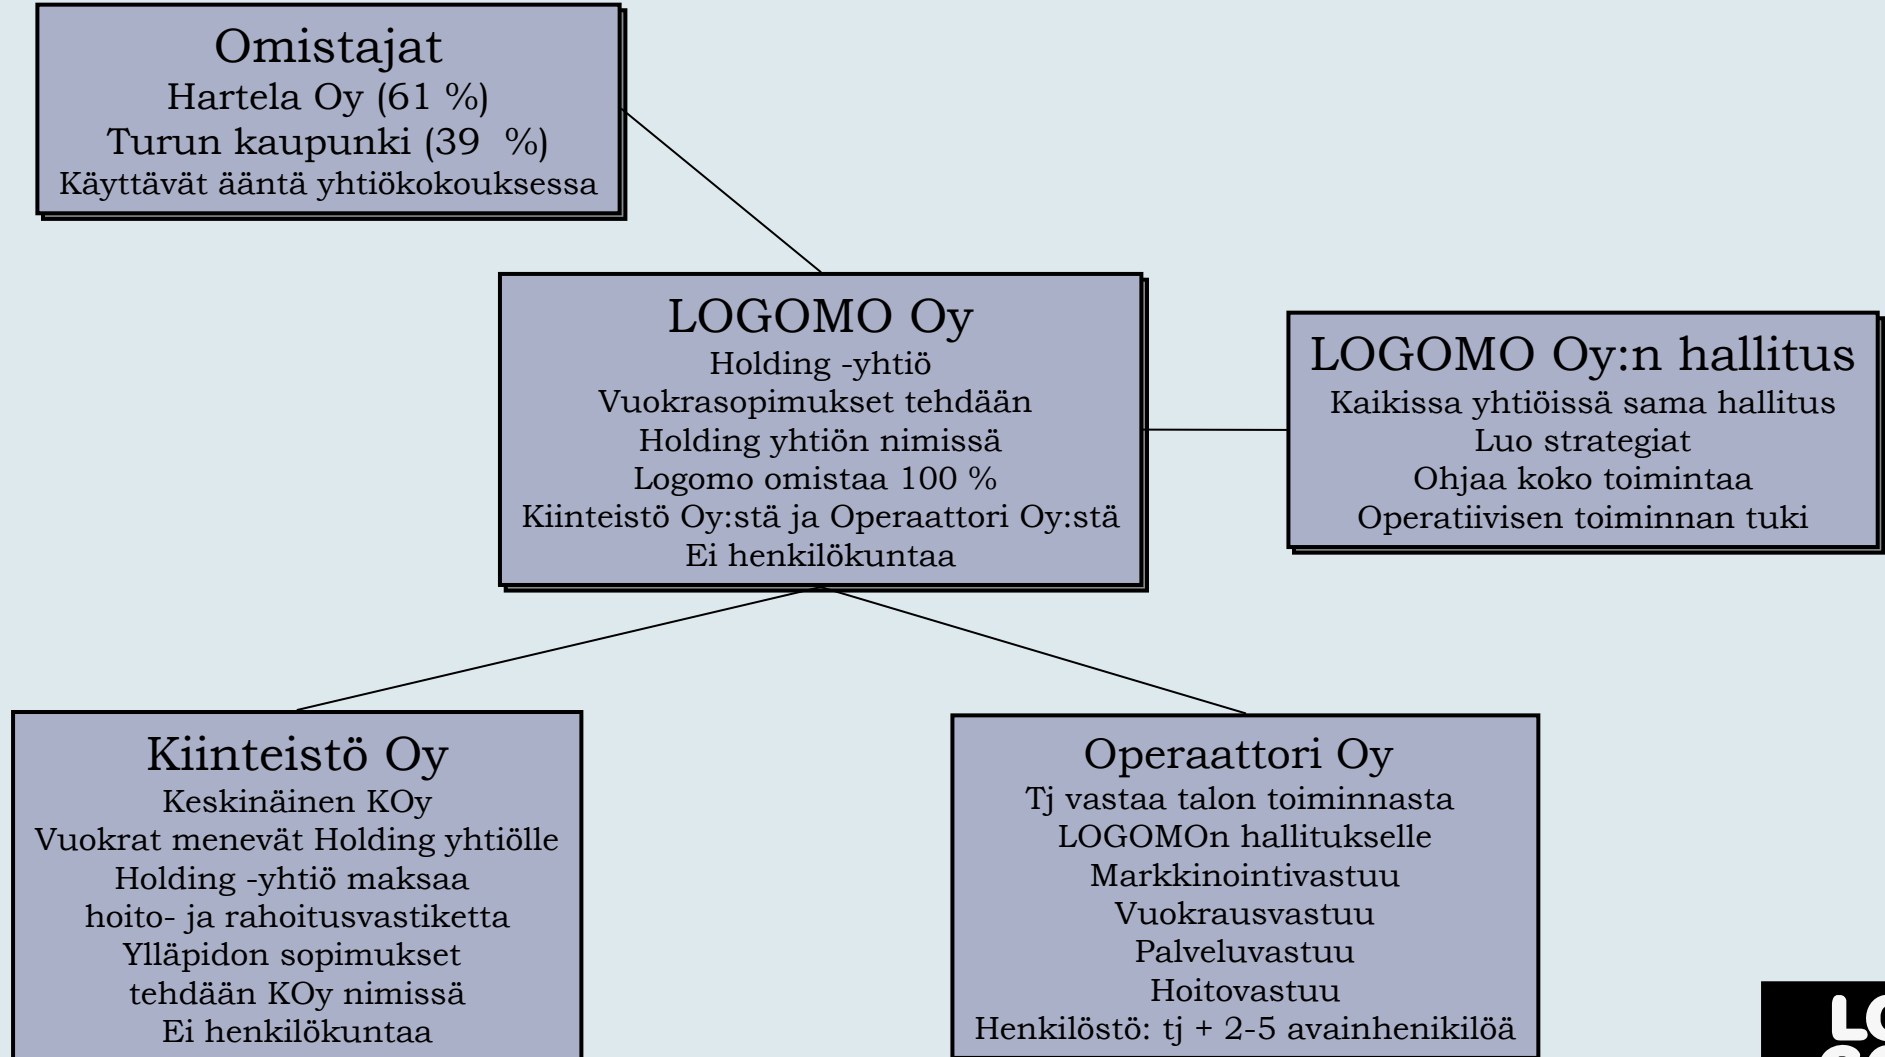 Omistajat
Hartela Oy (61 %)
Turun kaupunki (39  %)
Käyttävät ääntä yhtiökokouksessa
LOGOMO Oy
Holding -yhtiö
Vuokrasopimukset tehdään
Holding yhtiön nimissä
Logomo omistaa 100 %
Kiinteistö Oy:stä ja Operaattori Oy:stä
Ei henkilökuntaa
LOGOMO Oy:n hallitus
Kaikissa yhtiöissä sama hallitus
Luo strategiat
Ohjaa koko toimintaa
Operatiivisen toiminnan tuki
Kiinteistö Oy
Keskinäinen KOy
Vuokrat menevät Holding yhtiölle
Holding -yhtiö maksaa
hoito- ja rahoitusvastiketta
Ylläpidon sopimukset
tehdään KOy nimissä
Ei henkilökuntaa
Operaattori Oy
Tj vastaa talon toiminnasta
LOGOMOn hallitukselle
Markkinointivastuu
Vuokrausvastuu
Palveluvastuu
Hoitovastuu
Henkilöstö: tj + 2-5 avainhenikilöä